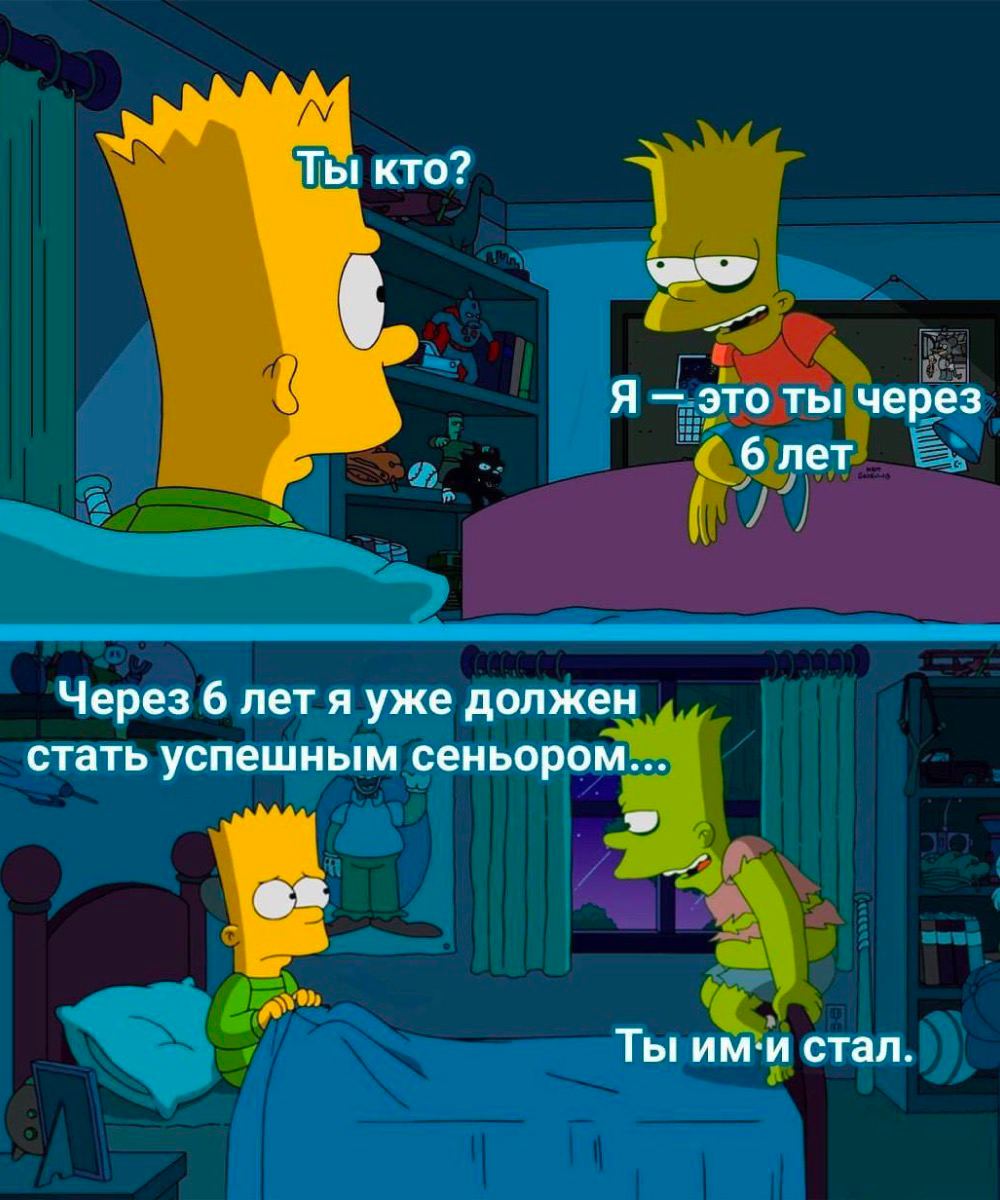 Ты кто?
Я — это ты через
6 лет
Через 6 лет я уже должен
стать успешным сеньором...
Ты им и стал.